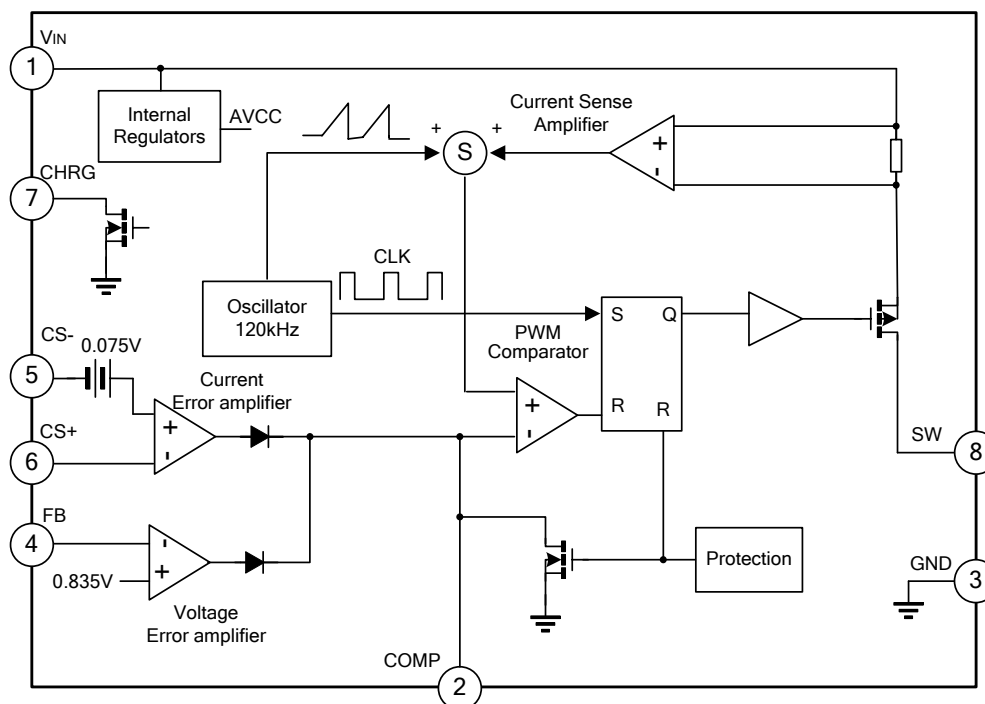 VIN
1
Internal
Regulators
AVCC
+
S
+
Current Sense
Amplifier
+
-
CHRG
7
CLK
Oscillator
120kHz
S
Q
R
R
PWM
Comparator
+
-
CS-
5
0.075V
Current
Error amplifier
+
-
CS+
6
FB
4
-
+
0.835V
Voltage
Error amplifier
SW
8
Protection
GND
3
COMP
2